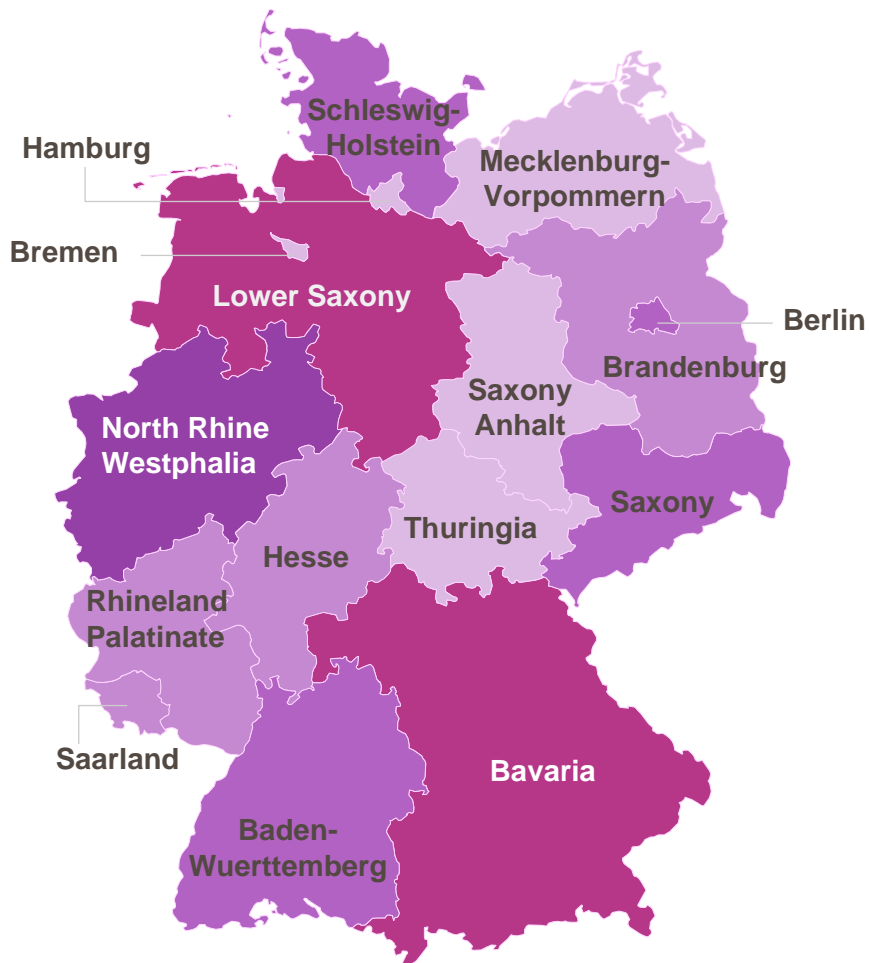 Schleswig-
Holstein
Hamburg
Mecklenburg-
Vorpommern
Bremen
Lower Saxony
Berlin
Brandenburg
Saxony
Anhalt
North Rhine
Westphalia
Saxony
Thuringia
Hesse
Rhineland
Palatinate
Saarland
Bavaria
Baden-
Wuerttemberg